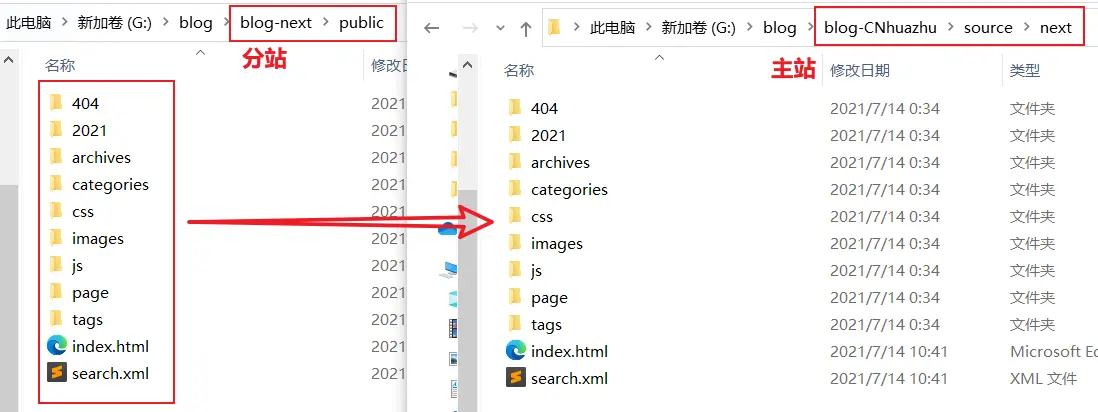 此电脑 新加卷 (G:) blog blog-next public
分站
名称 修改日
404 2021
2021 2021
archives 2021
categories 2021
css 2021
images 2021
js 2021
page 2021
tags 2021
index.html 2021
search.xml 2021
此电脑 新加卷 (G:) blog blog-CNhuazhu source next
主站
名称 修改日期 类型
404 2021/7/14 0:34 文件夹
2021 2021/7/14 0:34 文件夹
archives 2021/7/14 0:34 文件夹
categories 2021/7/14 0:34 文件夹
css 2021/7/14 0:34 文件夹
images 2021/7/14 0:34 文件夹
js 2021/7/14 0:34 文件夹
page 2021/7/14 0:34 文件夹
tags 2021/7/14 0:34 文件夹
index.html 2021/7/14 10:41 Microsoft Ed
search.xml 2021/7/14 10:41 XML 文件